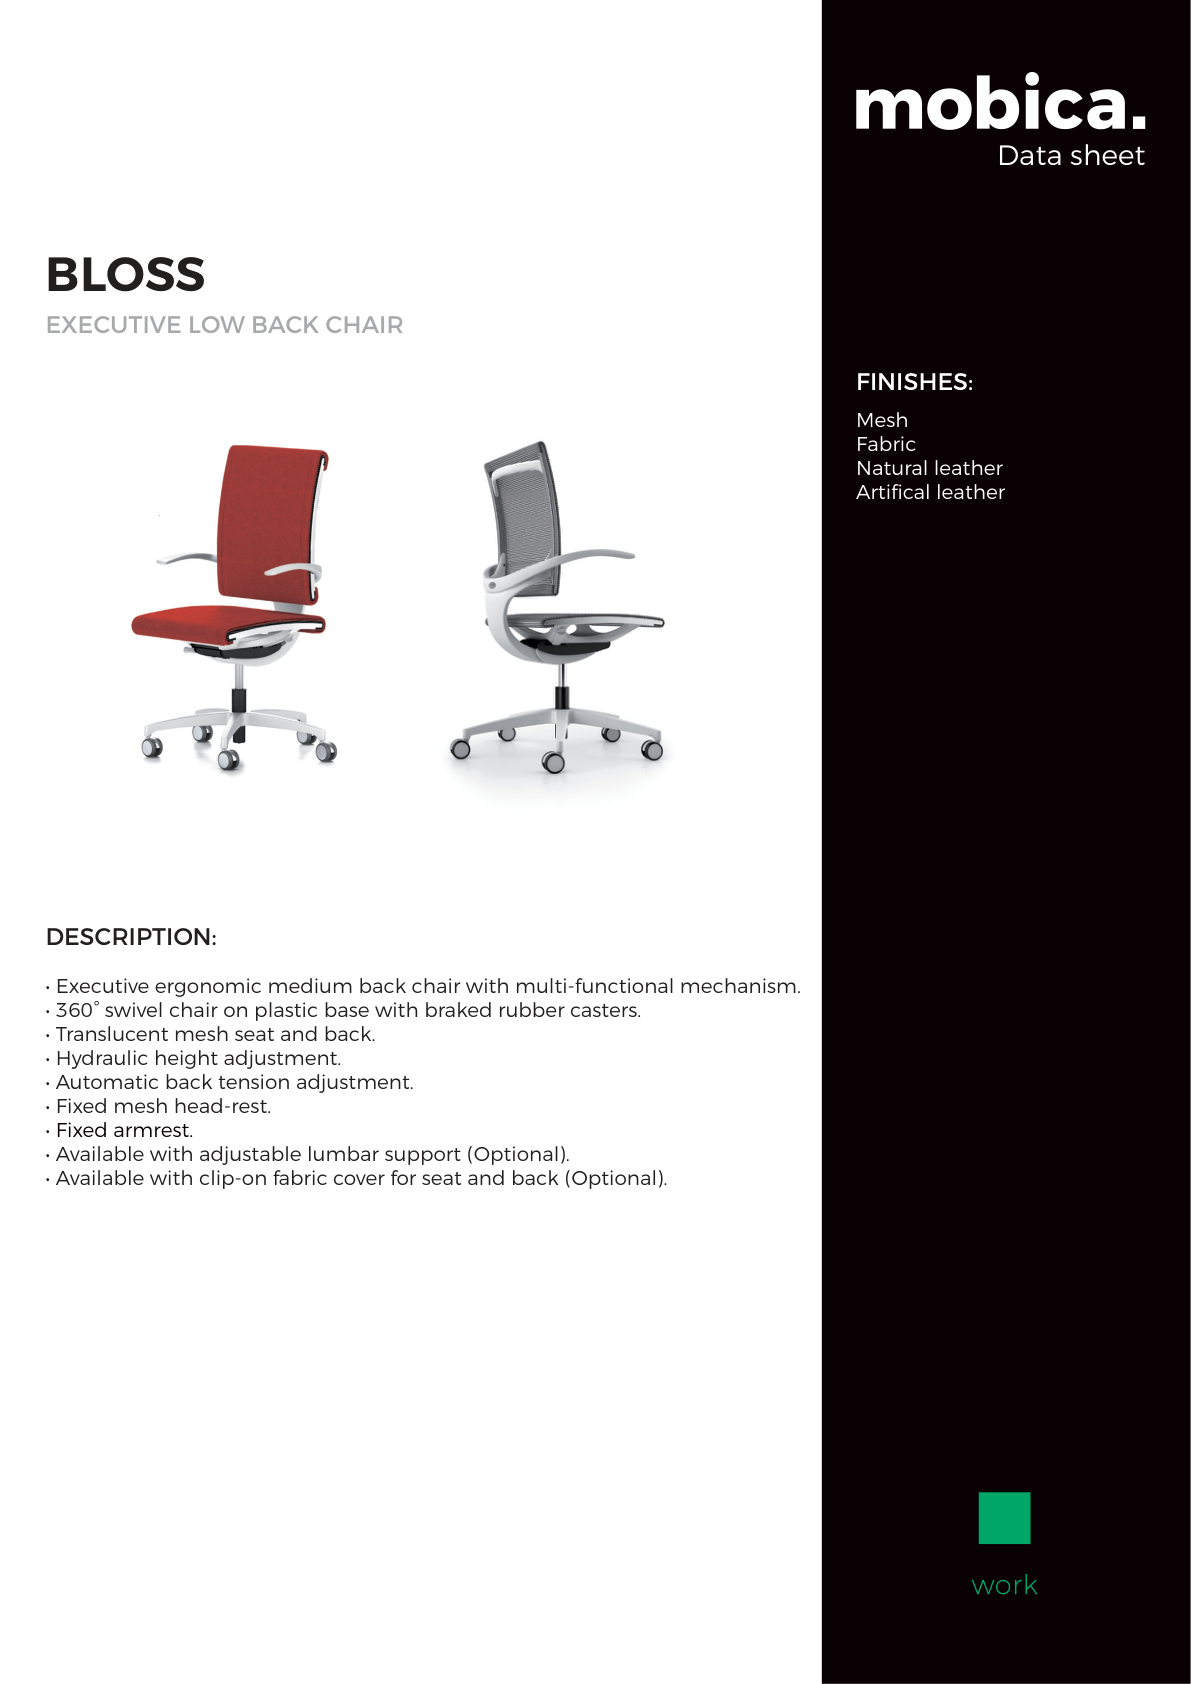 mobica.
Data sheet
BLOSS
EXECUTIVE LOW BACK CHAIR
FINISHES:
Mesh
Fabric
Natural leather
Artifical leather
DESCRIPTION:
• Executive ergonomic medium back chair with multi-functional mechanism.
• 360° swivel chair on plastic base with braked rubber casters.
• Translucent mesh seat and back.
• Hydraulic height adjustment.
• Automatic back tension adjustment.
• Fixed mesh head-rest.
• Fixed armrest.
• Available with adjustable lumbar support (Optional).
• Available with clip-on fabric cover for seat and back (Optional).
work